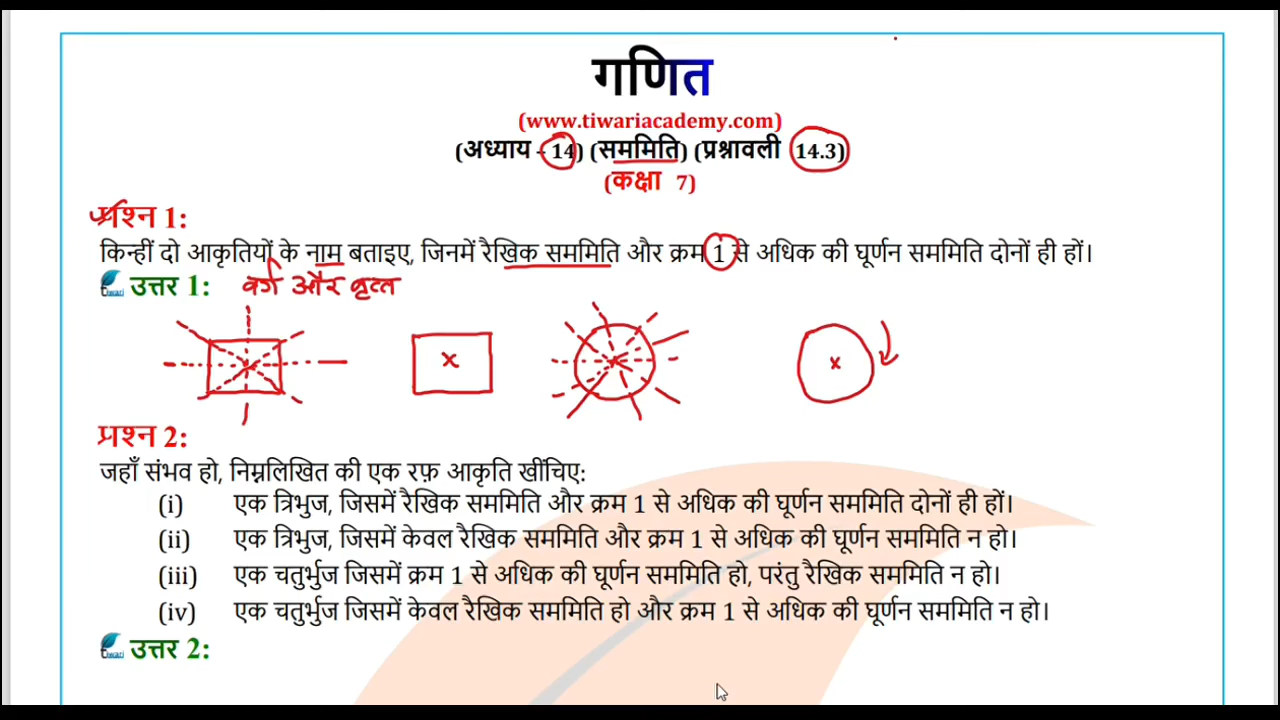 गणित
(www.tiwariacademy.com)
(अध्याय - 14) (सममिति) (प्रश्नावली 14.3)
(कक्षा 7)
प्रश्न 1:
किन्हीं दो आकृतियों के नाम बताइए, जिनमें रैखिक सममिति और क्रम 1 से अधिक की घूर्णन सममिति दोनों ही हों।
उत्तर 1: वर्ग और वृत्त
प्रश्न 2:
जहाँ संभव हो, निम्नलिखित की एक रफ़ आकृति खींचिए:
(i) एक त्रिभुज, जिसमें रैखिक सममिति और क्रम 1 से अधिक की घूर्णन सममिति दोनों ही हों।
(ii) एक त्रिभुज, जिसमें केवल रैखिक सममिति और क्रम 1 से अधिक की घूर्णन सममिति न हो।
(iii) एक चतुर्भुज जिसमें क्रम 1 से अधिक की घूर्णन सममिति हो, परंतु रैखिक सममिति न हो।
(iv) एक चतुर्भुज जिसमें केवल रैखिक सममिति हो और क्रम 1 से अधिक की घूर्णन सममिति न हो।
उत्तर 2: